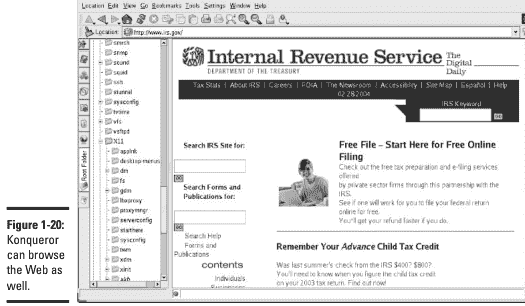 Location Edit View Go Bookmarks Tools Settings Window Help
Location: http://www.irs.gov/
Root Folder
search
snmp
sound
squid
ssh
stunnel
sysconfig
vfs
vsftpd
X11
applnk
desktop-menus
dm
fs
gdm
lbxproxy
proxymngr
serverconfig
starthere
sysconfig
twm
xdm
xinit
xkb
Internal Revenue Service
The Digital Daily
DEPARTMENT OF THE TREASURY
Tax Stats | About IRS | Careers | FOIA | The Newsroom | Accessibility | Site Map | Español | Help
02.28.2004
IRS Keyword
GO
Search IRS Site for:
GO
Search Forms and
Publications for:
GO
Search Help
Forms and
Publications
contents
Individuals
Businesses
Free File – Start Here for Free Online
Filing
Check out the free tax preparation and e-filing services
offered
by private sector firms through this partnership with the
IRS.
See if one will work for you to file your federal return
online for free.
You'll get your refund faster if you do.
Remember Your Advance Child Tax Credit
Was last summer's check from the IRS $400? $800?
You'll need to know when you figure the child tax credit
on your 2003 tax return. Find out now!
Figure 1-20:
Konqueror
can browse
the Web as
well.